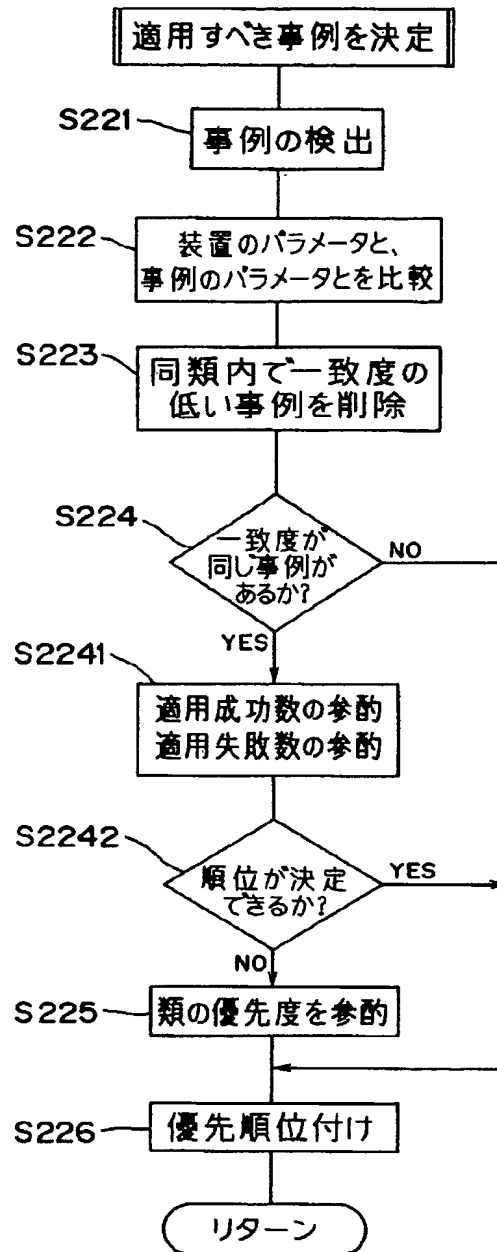 適用すべき事例を決定
S221
事例の検出
S222
装置のパラメータと、
事例のパラメータとを比較
S223
同類内で一致度の
低い事例を削除
S224
一致度が
同じ事例が
あるか?
NO
YES
S2241
適用成功数の参酌
適用失敗数の参酌
S2242
順位が決定
できるか?
YES
NO
S225
類の優先度を参酌
S226
優先順位付け
リターン